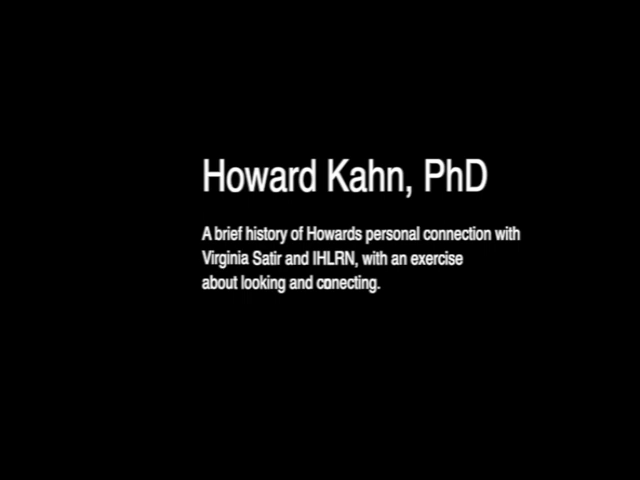 Howard Kahn, PhD
A brief history of Howards personal connection with
Virginia Satir and IHLRN, with an exercise
about looking and conecting.